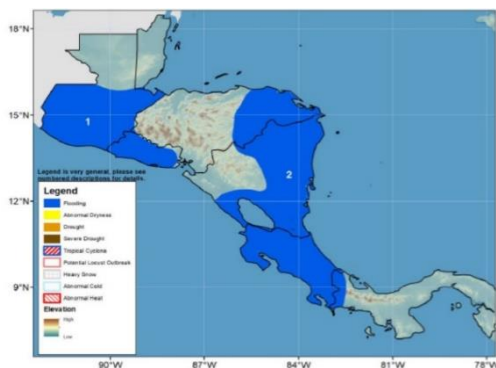 18°N
15°N
12°N
9°N
1
2
Legend is very general, please see
numbered descriptions for details.
Legend
Flooding
Abnormal Dryness
Drought
Severe Drought
Tropical Cyclone
Potential Locust Outbreak
Heavy Snow
Abnormal Cold
Abnormal Heat
Elevation
High
Low
90°W
87°W
84°W
81°W
78°W